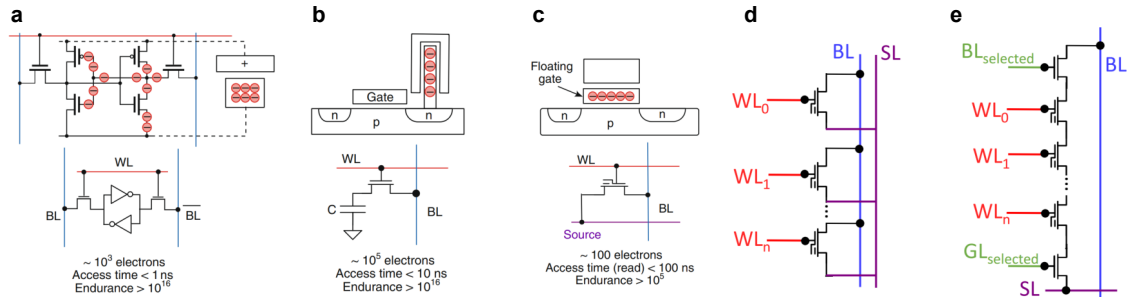 a
+
WL
BL
B̅L̅
~ 10³ electrons
Access time < 1 ns
Endurance > 10¹⁶
b
Gate
n
n
p
WL
C
BL
~ 10⁵ electrons
Access time < 10 ns
Endurance > 10¹⁶
c
Floating
gate
n
n
p
WL
BL
Source
~ 100 electrons
Access time (read) < 100 ns
Endurance > 10⁵
d
BL
SL
WL₀
WL₁
WLₙ
e
BLselected
BL
WL₀
WL₁
WLₙ
GLselected
SL